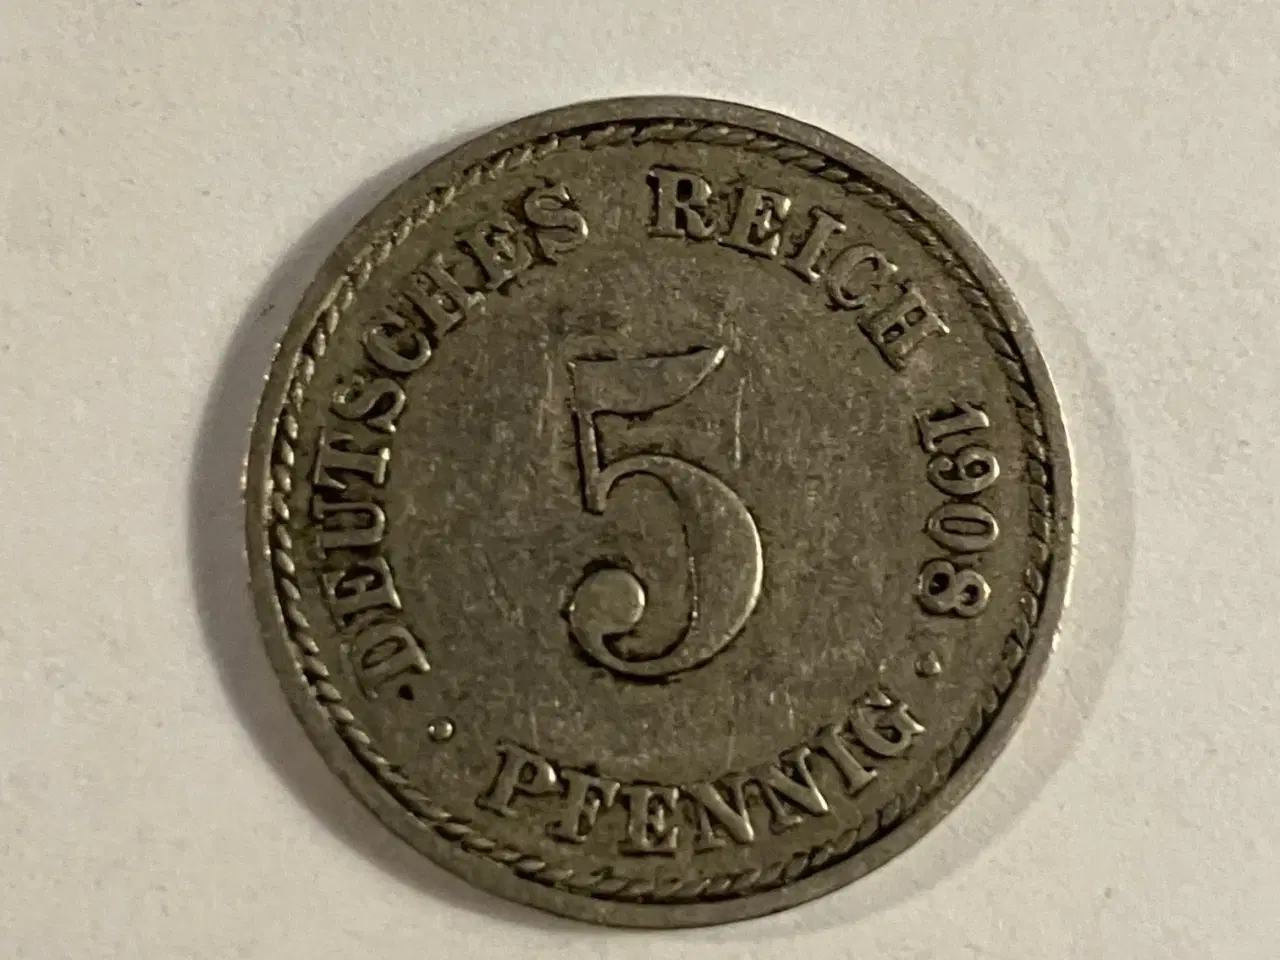 DEUTSCHES REICH 1908
5
· PFENNIG ·